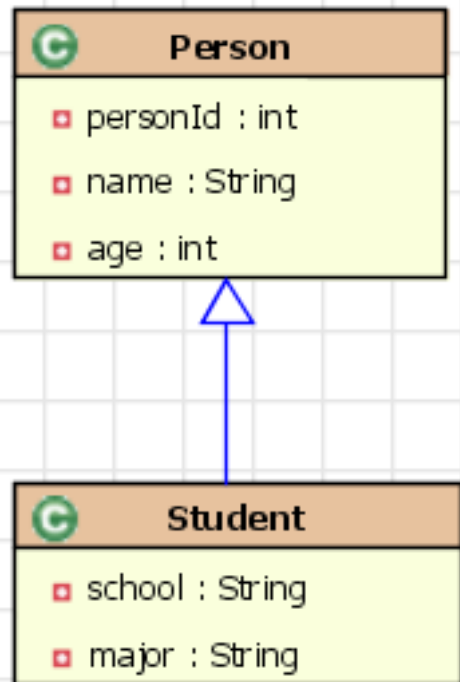 C Person
personId : int
name : String
age : int
C Student
school : String
major : String